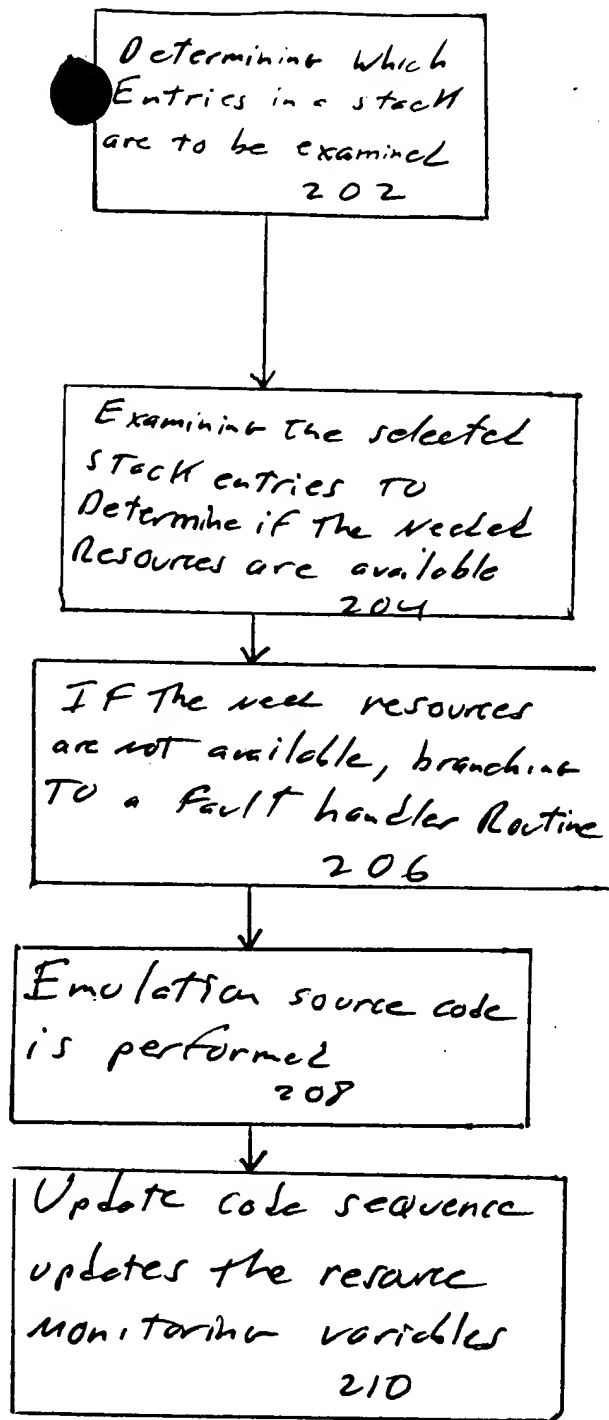 Determining which
Entries in a stack
are to be examined
202
Examining the selected
stack entries to
Determine if the Needed
Resources are available
204
If the need resources
are not available, branching
TO a fault handler Routine
206
Emulation source code
is performed
208
Update code sequence
updates the resource
monitoring variables
210